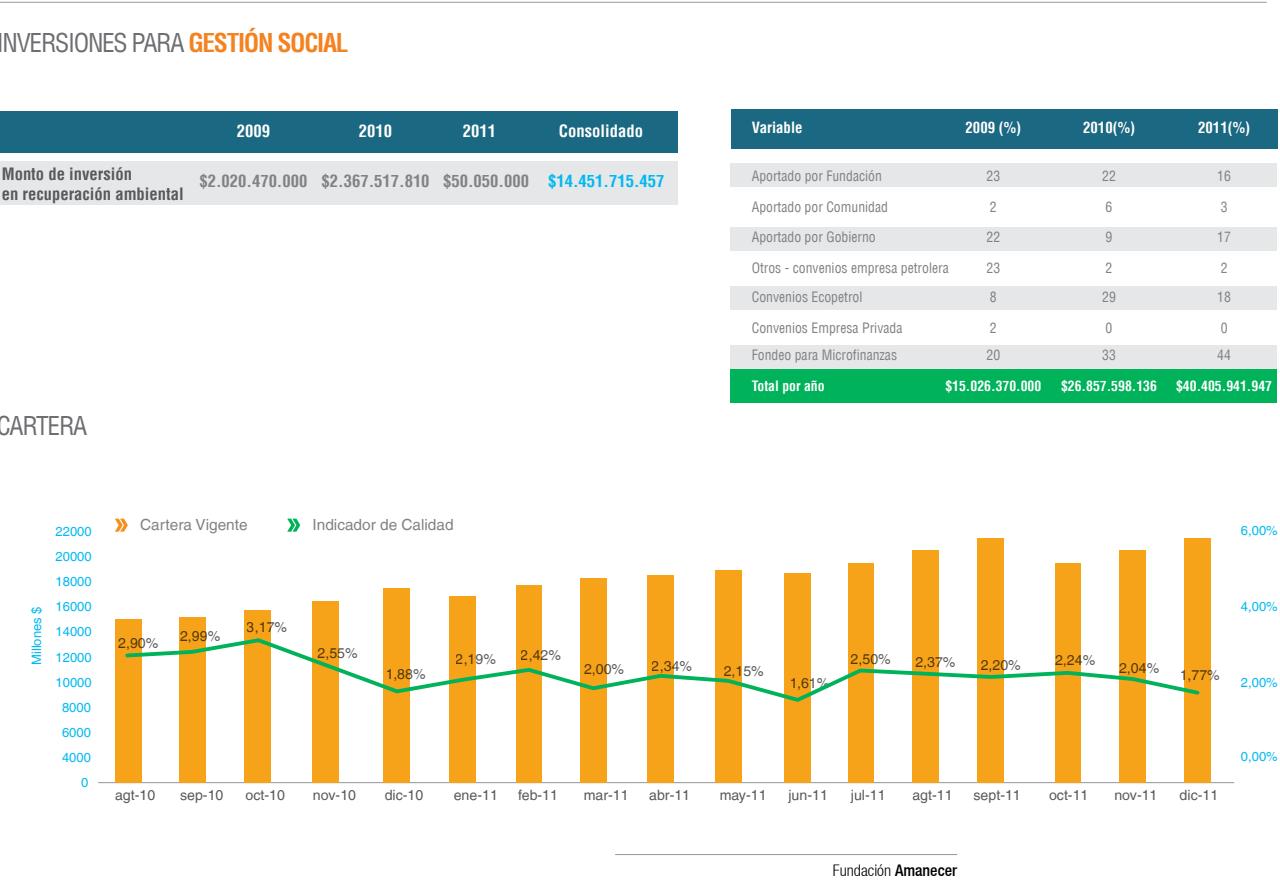 INVERSIONES PARA GESTIÓN SOCIAL
2009 2010 2011 Consolidado
Monto de inversión
en recuperación ambiental
$2.020.470.000 $2.367.517.810 $50.050.000 $14.451.715.457
Variable 2009 (%) 2010(%) 2011(%)
Aportado por Fundación 23 22 16
Aportado por Comunidad 2 6 3
Aportado por Gobierno 22 9 17
Otros - convenios empresa petrolera 23 2 2
Convenios Ecopetrol 8 29 18
Convenios Empresa Privada 2 0 0
Fondeo para Microfinanzas 20 33 44
Total por año $15.026.370.000 $26.857.598.136 $40.405.941.947
CARTERA
Cartera Vigente Indicador de Calidad
Millones $
22000
20000
18000
16000
14000
12000
10000
8000
6000
4000
0
6,00%
4,00%
2,00%
0,00%
2,90% 2,99% 3,17% 2,55% 1,88% 2,19% 2,42% 2,00% 2,34% 2,15% 1,61% 2,50% 2,37% 2,20% 2,24% 2,04% 1,77%
agt-10 sep-10 oct-10 nov-10 dic-10 ene-11 feb-11 mar-11 abr-11 may-11 jun-11 jul-11 agt-11 sept-11 oct-11 nov-11 dic-11
Fundación Amanecer